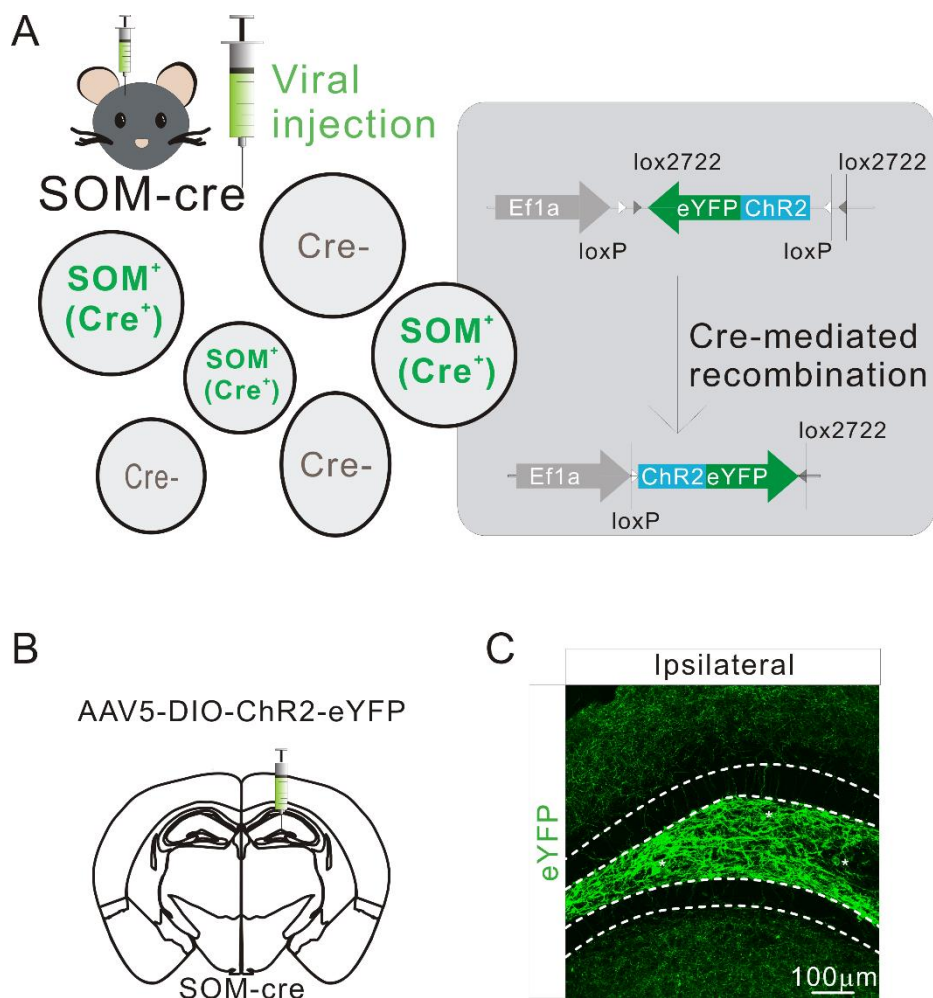 A
Viral
injection
SOM-cre
Cre-
SOM⁺
(Cre⁺)
SOM⁺
(Cre⁺)
SOM⁺
(Cre⁺)
Cre-
Cre-
lox2722
lox2722
Ef1a
eYFP
ChR2
loxP
loxP
Cre-mediated
recombination
lox2722
Ef1a
ChR2
eYFP
loxP
B
AAV5-DIO-ChR2-eYFP
SOM-cre
C
Ipsilateral
eYFP
*
*
*
100μm